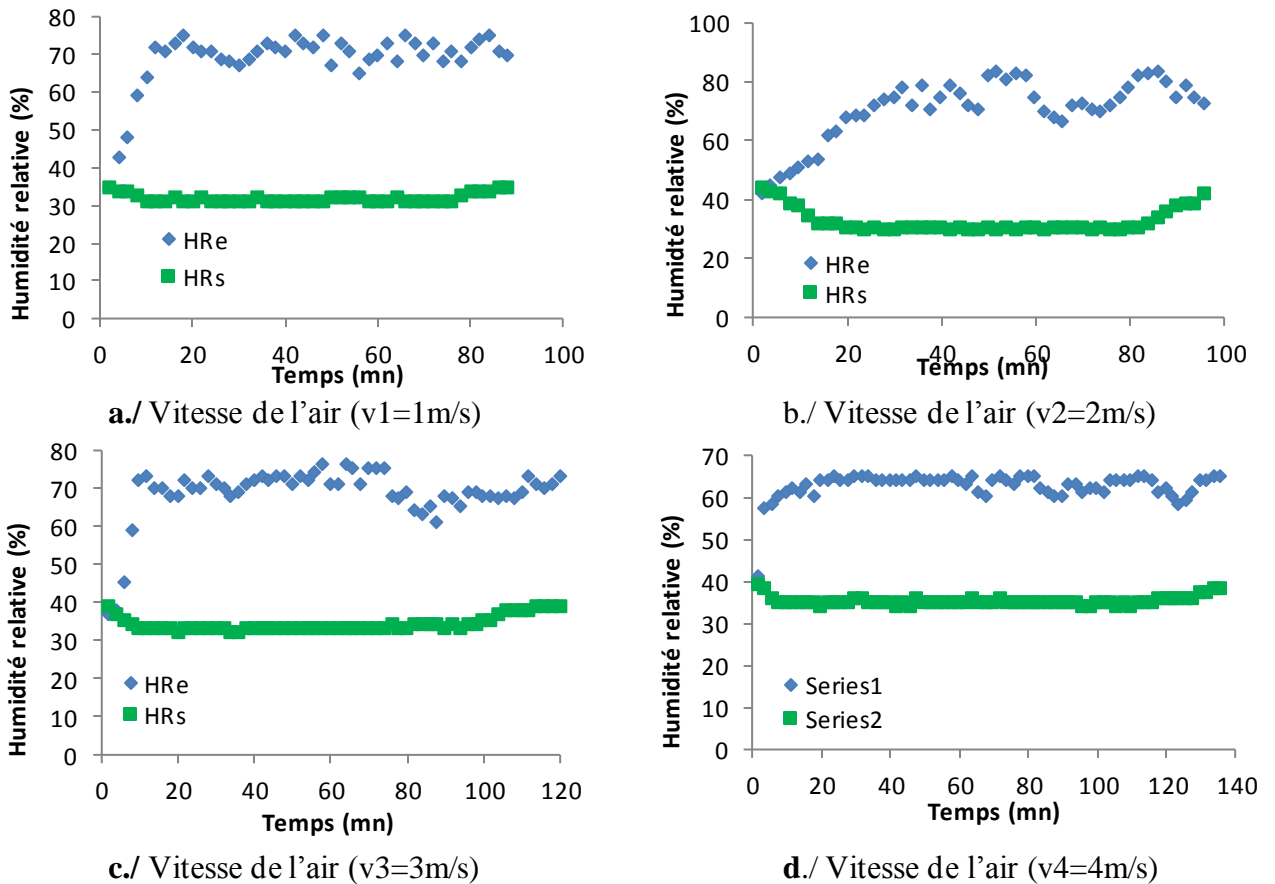 80
70
60
50
40
30
20
10
0
Humidité relative (%)
HRe
HRs
0 20 40 60 80 100
Temps (mn)
a./ Vitesse de l'air (v1=1m/s)
100
80
60
40
20
0
Humidté relative (%)
HRe
HRs
0 20 40 60 80 100
Temps (mn)
b./ Vitesse de l'air (v2=2m/s)
80
70
60
50
40
30
20
10
0
Humidité relative (%)
HRe
HRs
0 20 40 60 80 100 120
Temps (mn)
c./ Vitesse de l'air (v3=3m/s)
70
60
50
40
30
20
10
0
Humidité relative (%)
Series1
Series2
0 20 40 60 80 100 120 140
Temps (mn)
d./ Vitesse de l'air (v4=4m/s)